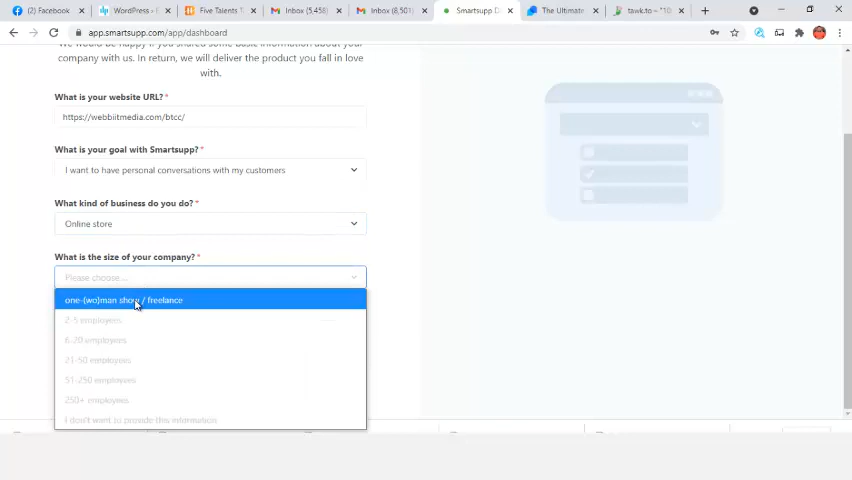 (2) Facebook
WordPress
Five Talents T
Inbox (5,458)
Inbox (8,501)
Smartsupp D
The Ultimate
tawk.to
app.smartsupp.com/app/dashboard
We would be happy if you shared some basic information about your
company with us. In return, we will deliver the product you fall in love
with.
What is your website URL? *
https://webbiitmedia.com/btcc/
What is your goal with Smartsupp? *
I want to have personal conversations with my customers
What kind of business do you do? *
Online store
What is the size of your company? *
Please choose...
one-(wo)man show / freelance
2-5 employees
6-20 employees
21-50 employees
51-250 employees
250+ employees
I don't want to provide this information